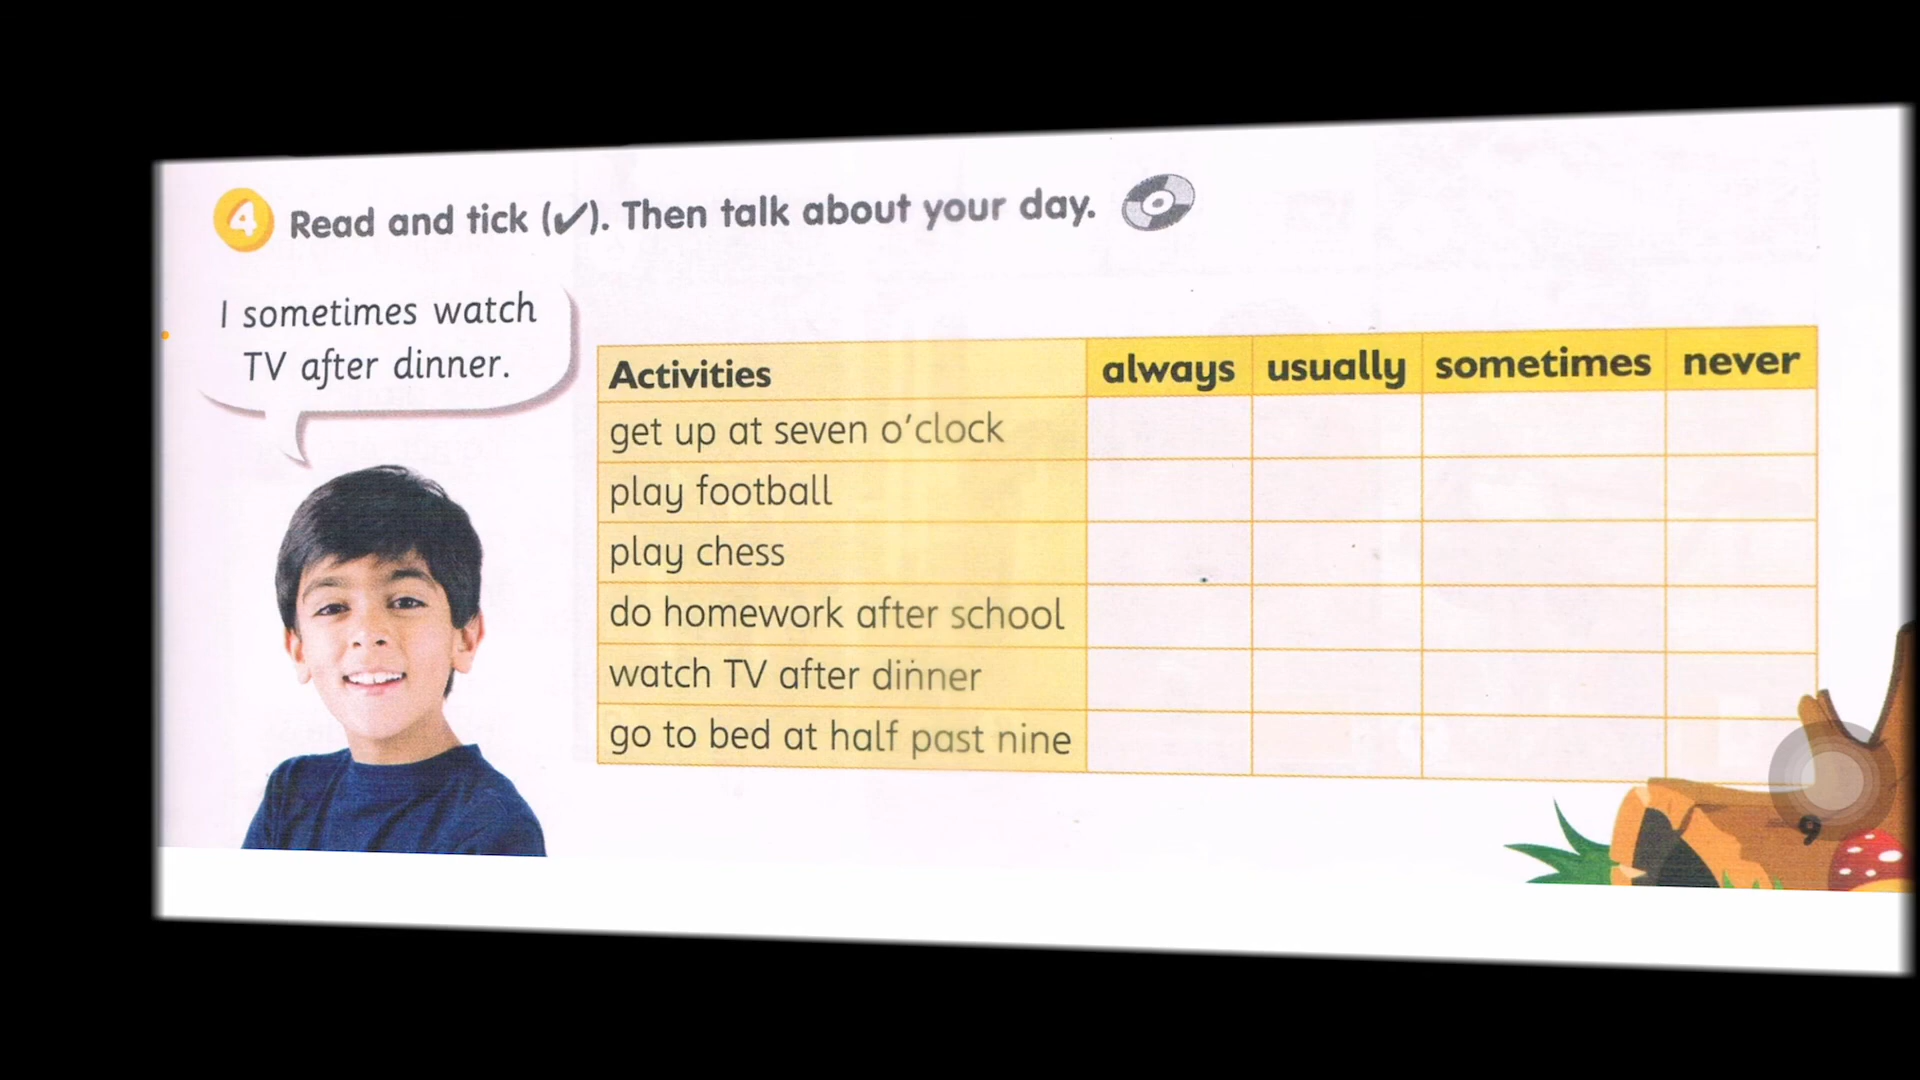 4 Read and tick (✔). Then talk about your day.
I sometimes watch
TV after dinner.
Activities always usually sometimes never
get up at seven o'clock
play football
play chess
do homework after school
watch TV after dinner
go to bed at half past nine
9